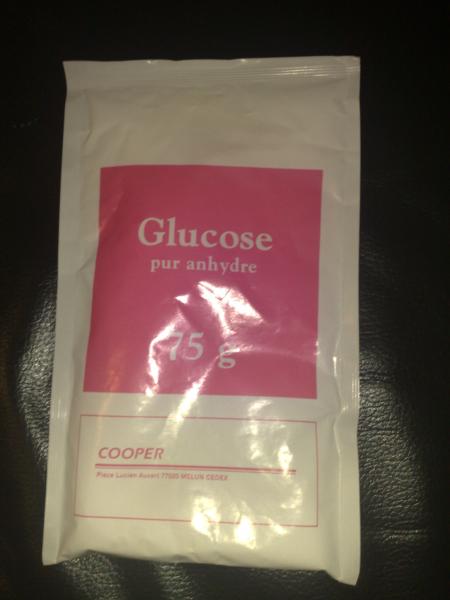 Glucose
pur anhydre
75 g
COOPER
Place Lucien Auvert 77020 MELUN CEDEX